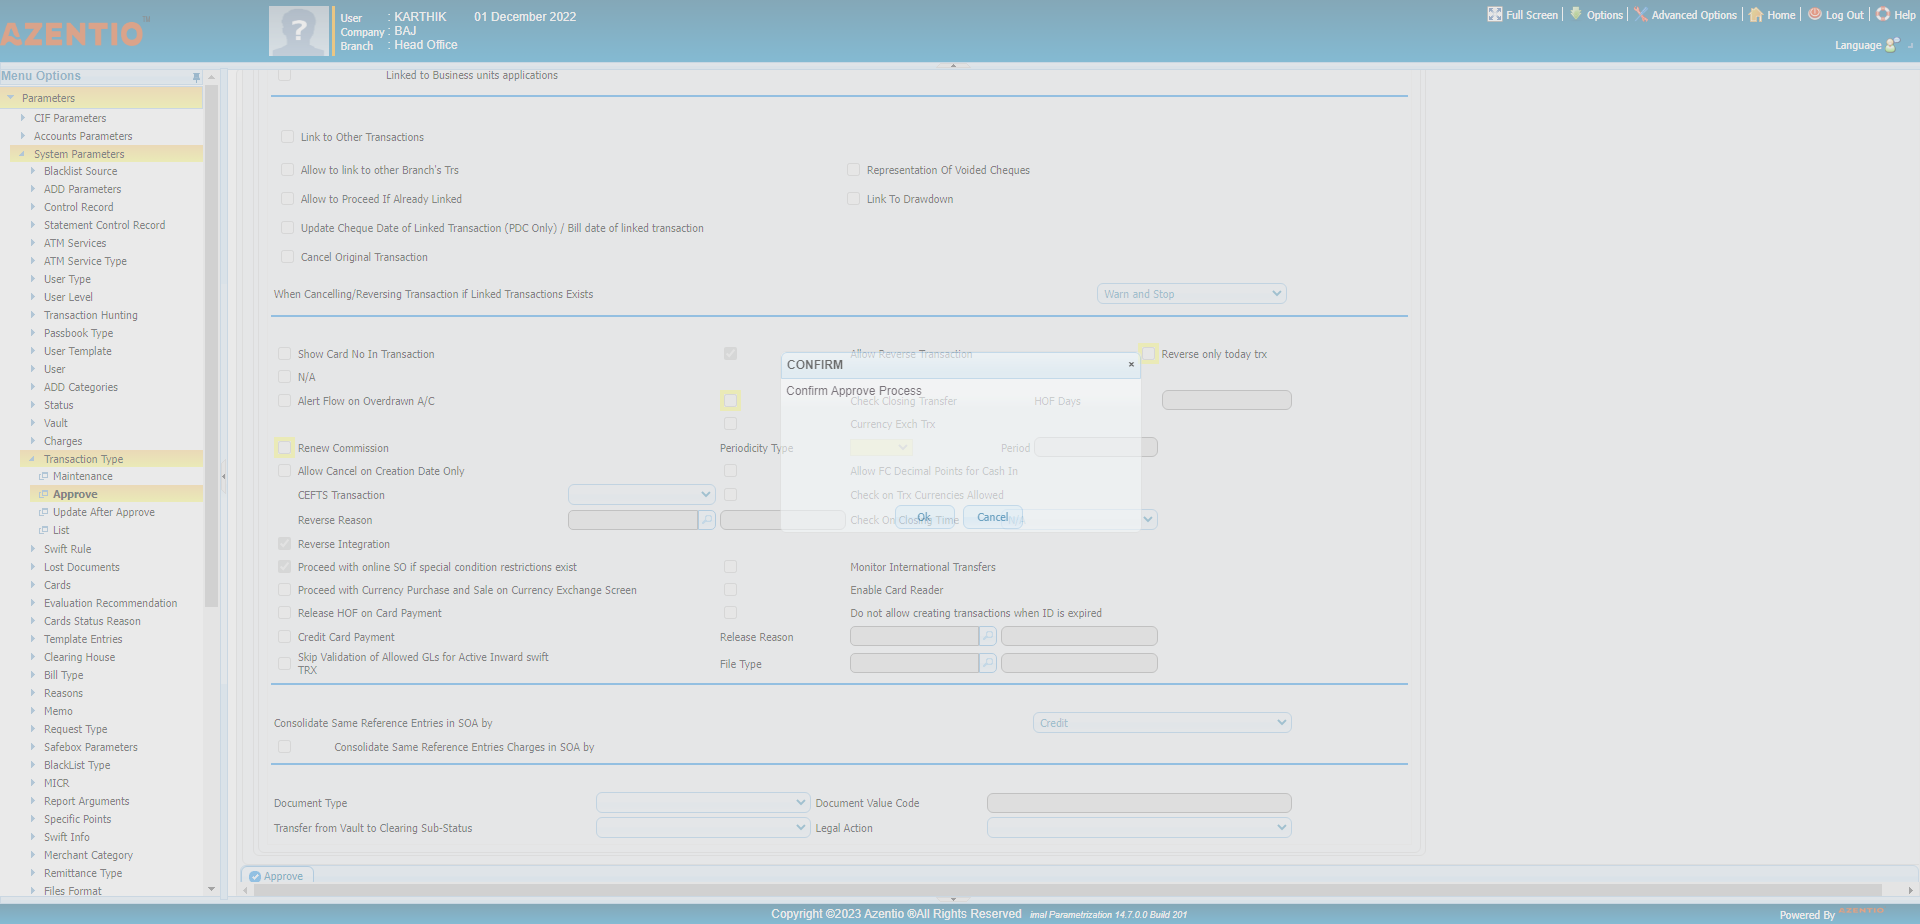 AZENTIO TM
User : KARTHIK 01 December 2022
Company : BAJ
Branch : Head Office
Full Screen Options Advanced Options Home Log Out Help
Language
Menu Options
Parameters
CIF Parameters
Accounts Parameters
System Parameters
Blacklist Source
ADD Parameters
Control Record
Statement Control Record
ATM Services
ATM Service Type
User Type
User Level
Transaction Hunting
Passbook Type
User Template
User
ADD Categories
Status
Vault
Charges
Transaction Type
Maintenance
Approve
Update After Approve
List
Swift Rule
Lost Documents
Cards
Evaluation Recommendation
Cards Status Reason
Template Entries
Clearing House
Bill Type
Reasons
Memo
Request Type
Safebox Parameters
BlackList Type
MICR
Report Arguments
Specific Points
Swift Info
Merchant Category
Remittance Type
Files Format
Linked to Business units applications
Link to Other Transactions
Allow to link to other Branch's Trs Representation Of Voided Cheques
Allow to Proceed If Already Linked Link To Drawdown
Update Cheque Date of Linked Transaction (PDC Only) / Bill date of linked transaction
Cancel Original Transaction
When Cancelling/Reversing Transaction if Linked Transactions Exists Warn and Stop
Show Card No In Transaction Allow Reverse Transaction Reverse only today trx
N/A
Alert Flow on Overdrawn A/C Check Closing Transfer HOF Days
Currency Exch Trx
Renew Commission Periodicity Type Period
Allow Cancel on Creation Date Only Allow FC Decimal Points for Cash In
CEFTS Transaction Check on Trx Currencies Allowed
Reverse Reason Check On Closing Time N/A
Reverse Integration
Proceed with online SO if special condition restrictions exist Monitor International Transfers
Proceed with Currency Purchase and Sale on Currency Exchange Screen Enable Card Reader
Release HOF on Card Payment Do not allow creating transactions when ID is expired
Credit Card Payment Release Reason
Skip Validation of Allowed GLs for Active Inward swift
TRX File Type
Consolidate Same Reference Entries in SOA by Credit
Consolidate Same Reference Entries Charges in SOA by
Document Type Document Value Code
Transfer from Vault to Clearing Sub-Status Legal Action
Approve
CONFIRM ×
Confirm Approve Process
Ok Cancel
Copyright ©2023 Azentio ®All Rights Reserved imal Parametrization 14.7.0.0 Build 201
Powered By AZENTIO